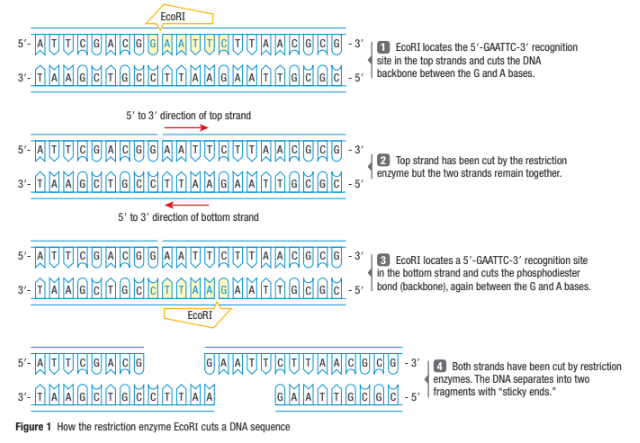 EcoRI
5′- A T T C G A C G G A A T T C T T A A C G C G - 3′
3′- T A A G C T G C C T T A A G A A T T G C G C - 5′
1 EcoRI locates the 5′-GAATTC-3′ recognition
site in the top strands and cuts the DNA
backbone between the G and A bases.
5′ to 3′ direction of top strand
5′- A T T C G A C G G A A T T C T T A A C G C G - 3′
3′- T A A G C T G C C T T A A G A A T T G C G C - 5′
2 Top strand has been cut by the restriction
enzyme but the two strands remain together.
5′ to 3′ direction of bottom strand
5′- A T T C G A C G G A A T T C T T A A C G C G - 3′
3′- T A A G C T G C C T T A A G A A T T G C G C - 5′
3 EcoRI locates a 5′-GAATTC-3′ recognition site
in the bottom strand and cuts the phosphodiester
bond (backbone), again between the G and A bases.
EcoRI
5′- A T T C G A C G G A A T T C T T A A C G C G - 3′
3′- T A A G C T G C C T T A A G A A T T G C G C - 5′
4 Both strands have been cut by restriction
enzymes. The DNA separates into two
fragments with “sticky ends.”
Figure 1 How the restriction enzyme EcoRI cuts a DNA sequence